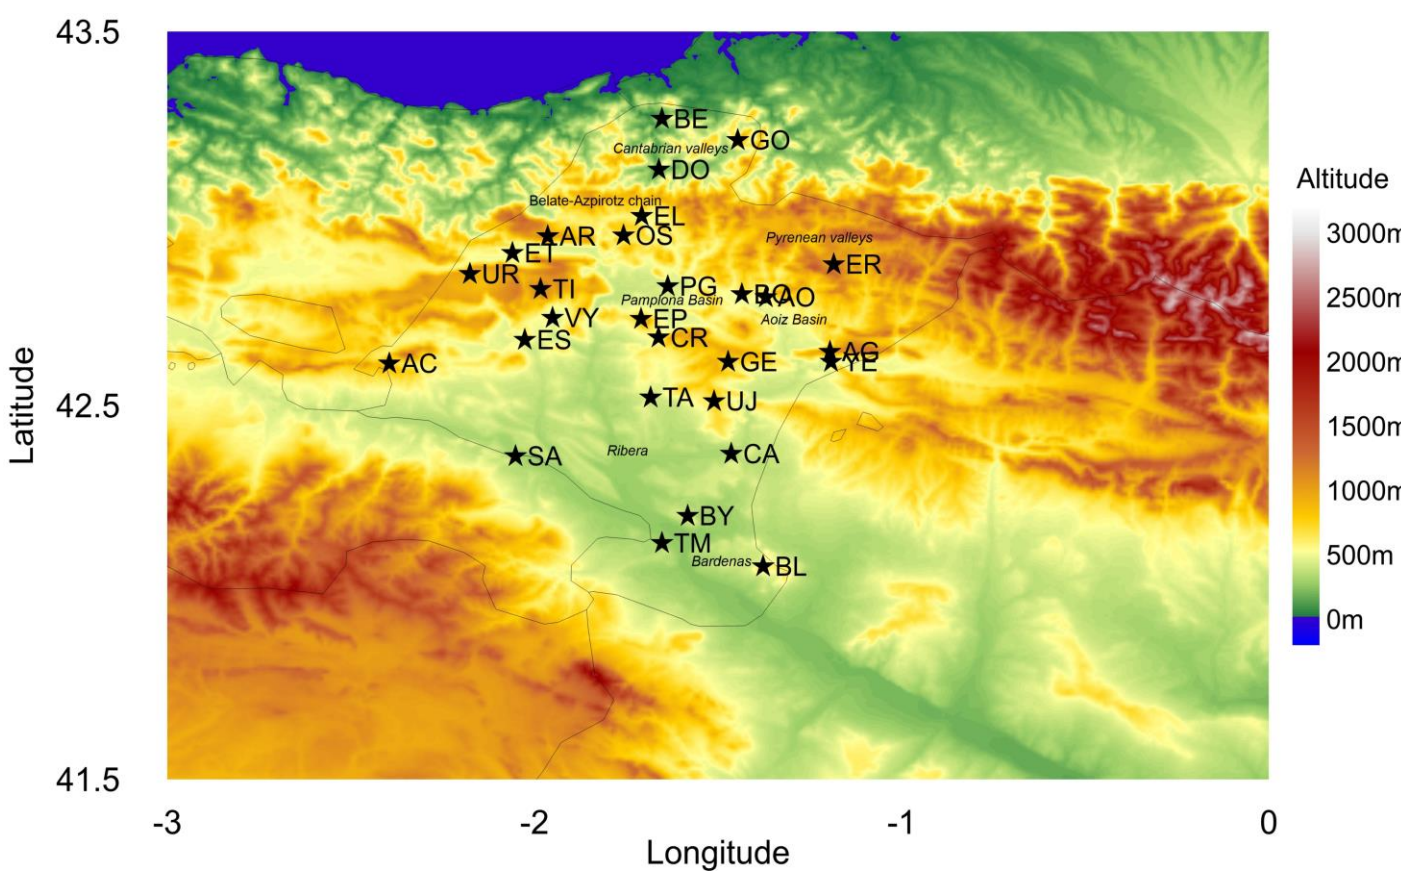 43.5
BE
GO
Cantabrian valleys
DO
Altitude
Belate-Azpirotz chain
EL
3000m
AR
OS
Pyrenean valleys
ET
ER
UR
2500m
TI
PG
BO
AO
Pamplona Basin
VY
EP
Aoiz Basin
ES
CR
2000m
AG
AC
GE
YE
42.5
TA
UJ
1500m
Latitude
SA
Ribera
CA
1000m
BY
TM
500m
Bardenas
BL
0m
41.5
-3
-2
-1
0
Longitude